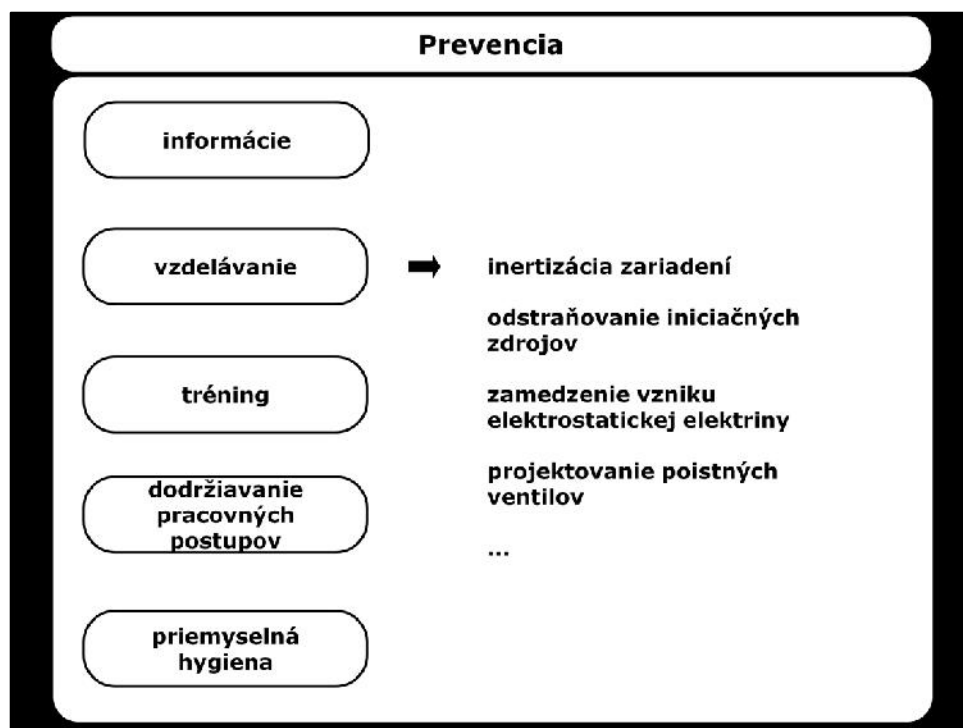 Prevencia
informácie
vzdelávanie
inertizácia zariadení
odstraňovanie iniciačných
zdrojov
tréning
zamedzenie vzniku
elektrostatickej elektriny
projektovanie poistných
ventilov
...
dodržiavanie
pracovných
postupov
priemyselná
hygiena